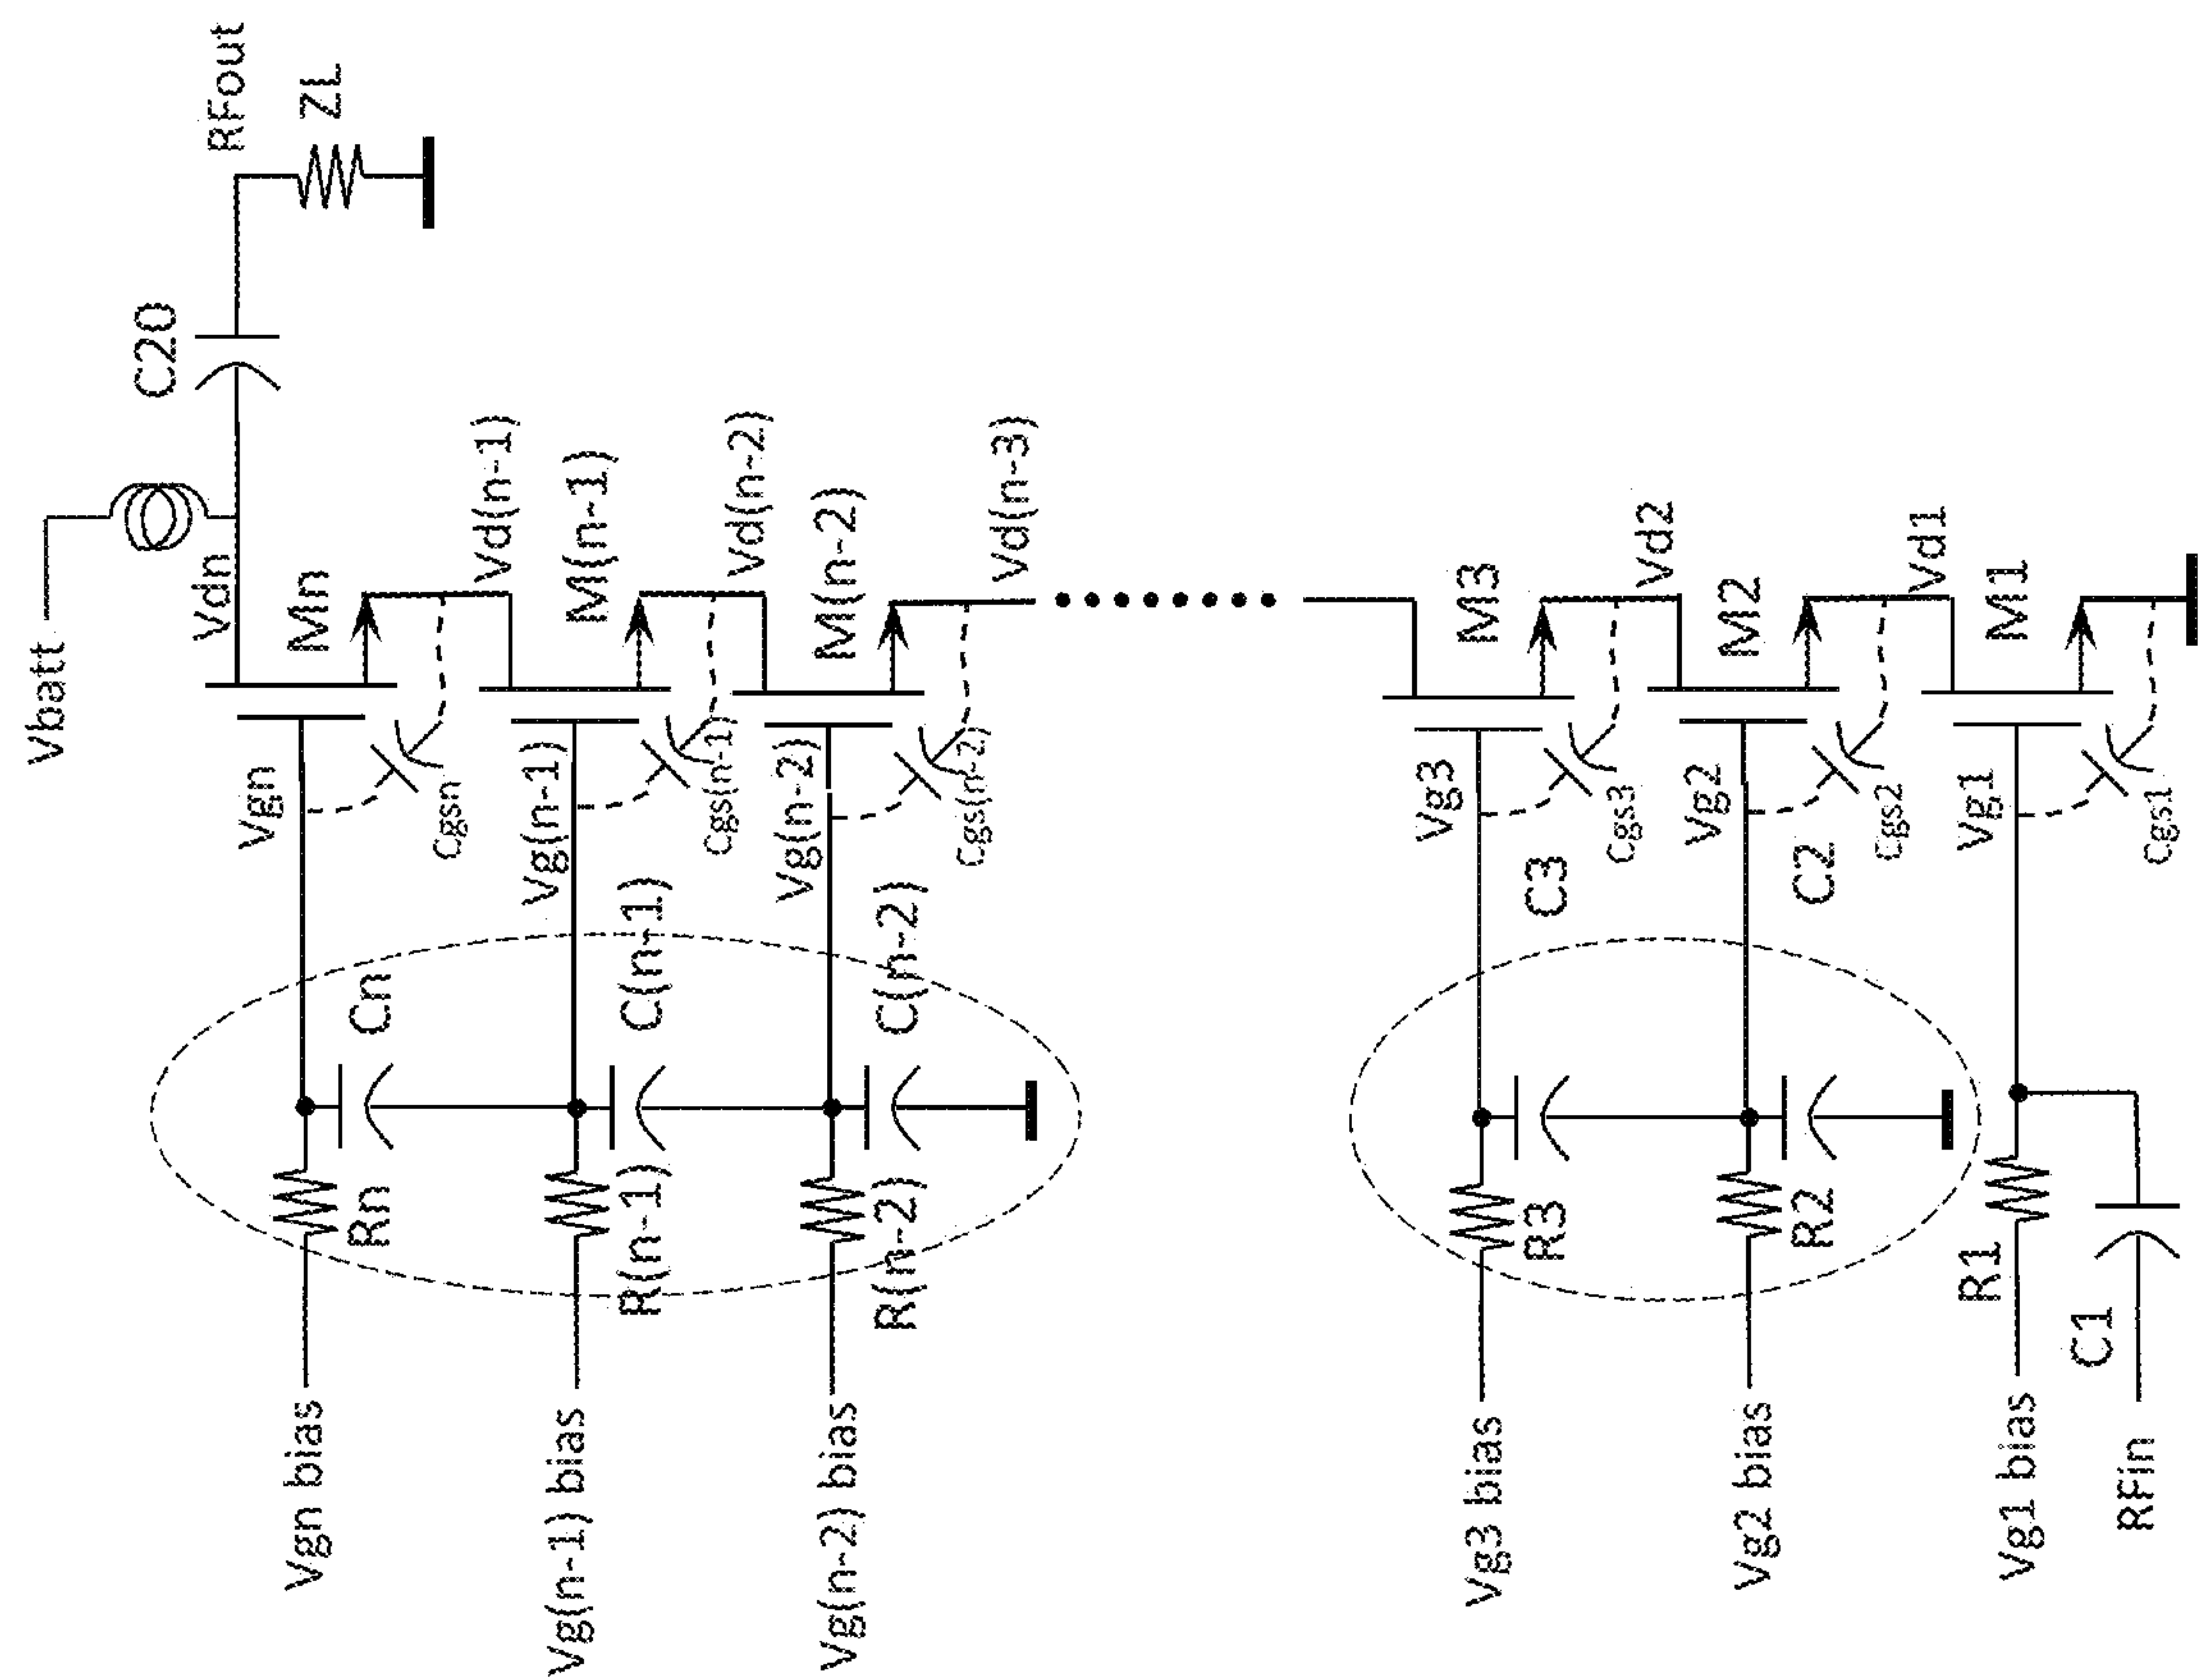 Vbatt
RFout
ZL
C20
Vdn
Mn
Vgn
Cgsn
Vd(n-1)
M(n-1)
Vg(n-1)
Cgs(n-1)
Vd(n-2)
M(n-2)
Vg(n-2)
Cgs(n-2)
Vd(n-3)
Cn
Rn
Vgn bias
C(n-1)
R(n-1)
Vg(n-1) bias
C(n-2)
R(n-2)
Vg(n-2) bias
M3
Vg3
Cgs3
C3
R3
Vg3 bias
Vd2
M2
Vg2
Cgs2
C2
R2
Vg2 bias
Vd1
M1
Vg1
Cgs1
R1
Vg1 bias
C1
RFin